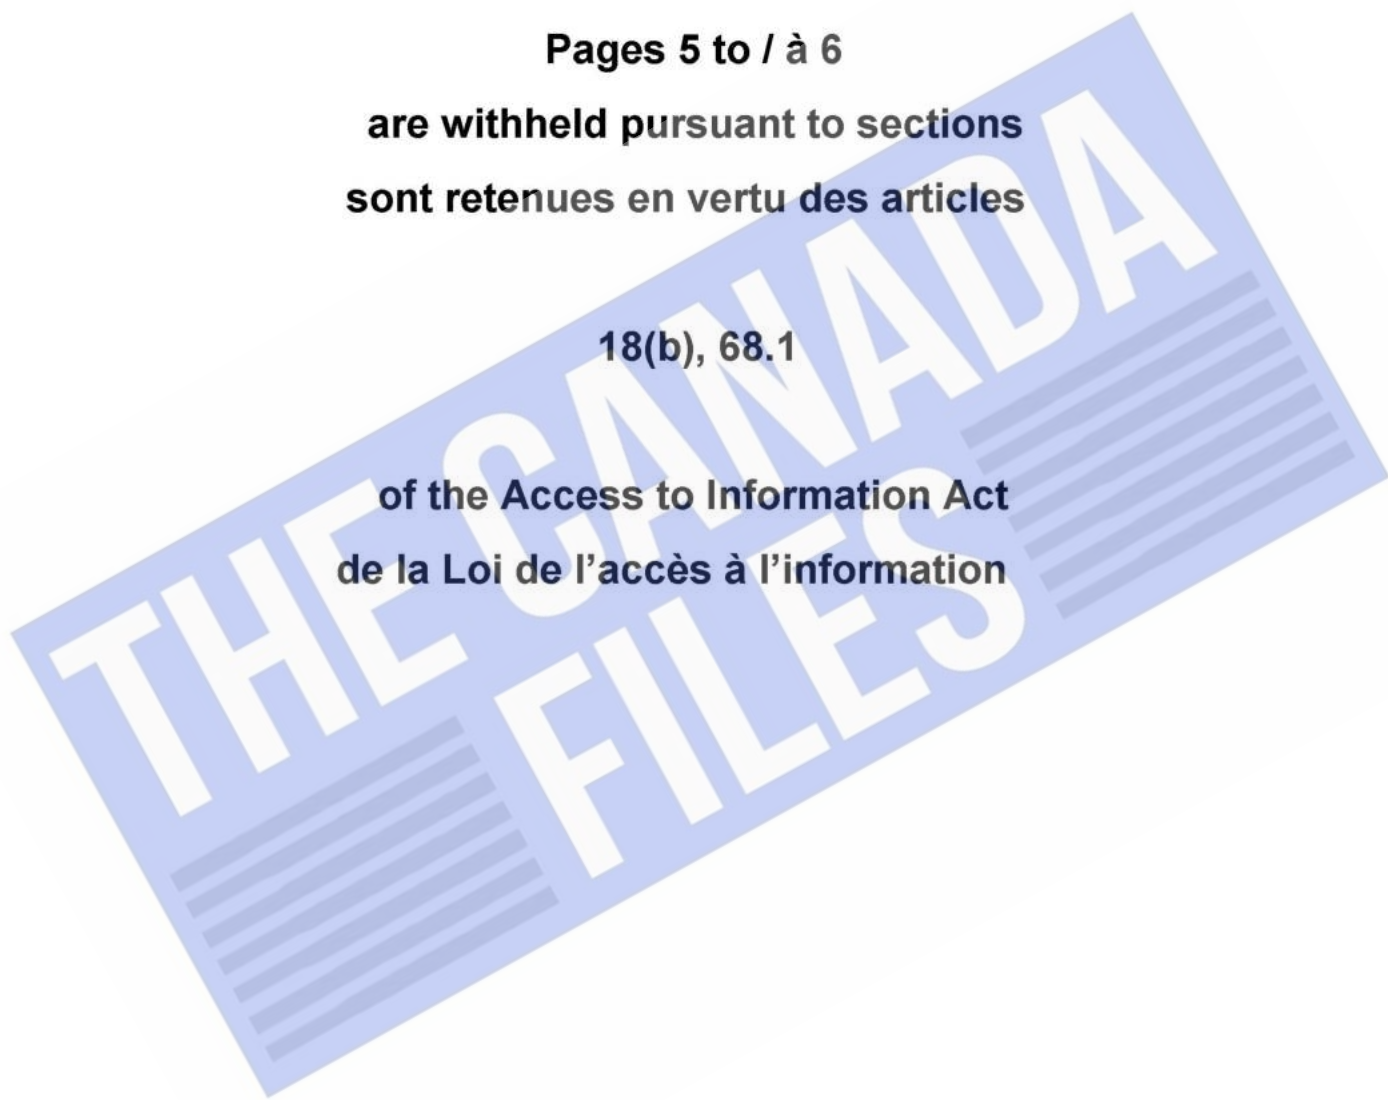 Pages 5 to / à 6
are withheld pursuant to sections
sont retenues en vertu des articles
18(b), 68.1
of the Access to Information Act
de la Loi de l’accès à l’information
THE CANADA
FILES